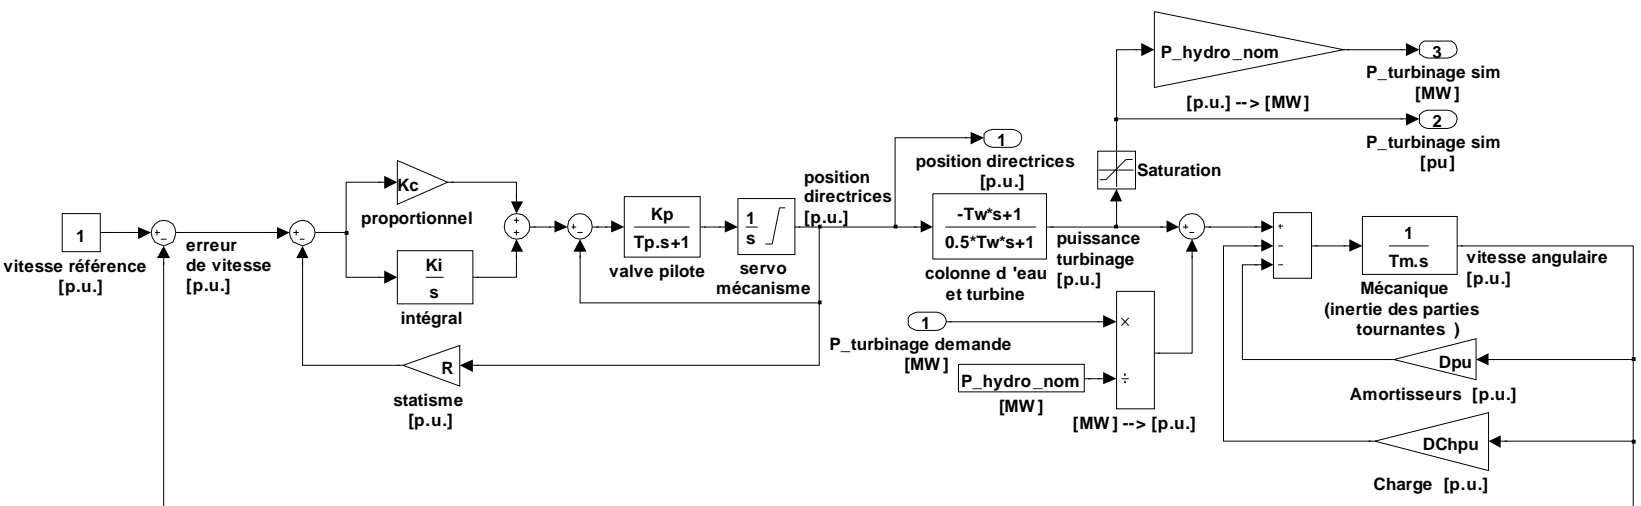 P_hydro_nom
[p.u.] --> [MW]
3
P_turbinage sim
[MW]
2
P_turbinage sim
[pu]
Saturation
1
position directrices
[p.u.]
position
directrices
[p.u.]
1
vitesse référence
[p.u.]
+
−
erreur
de vitesse
[p.u.]
+
−
Kc
proportionnel
Ki
s
intégral
+
+
+
−
Kp
Tp.s+1
valve pilote
1
s
servo
mécanisme
-Tw*s+1
0.5*Tw*s+1
colonne d 'eau
et turbine
puissance
turbinage
[p.u.]
+
−
+
−
−
1
Tm.s
Mécanique
(inertie des parties
tournantes )
vitesse angulaire
[p.u.]
R
statisme
[p.u.]
1
P_turbinage demande
[MW]
P_hydro_nom
[MW]
×
÷
[MW] --> [p.u.]
Dpu
Amortisseurs [p.u.]
DChpu
Charge [p.u.]